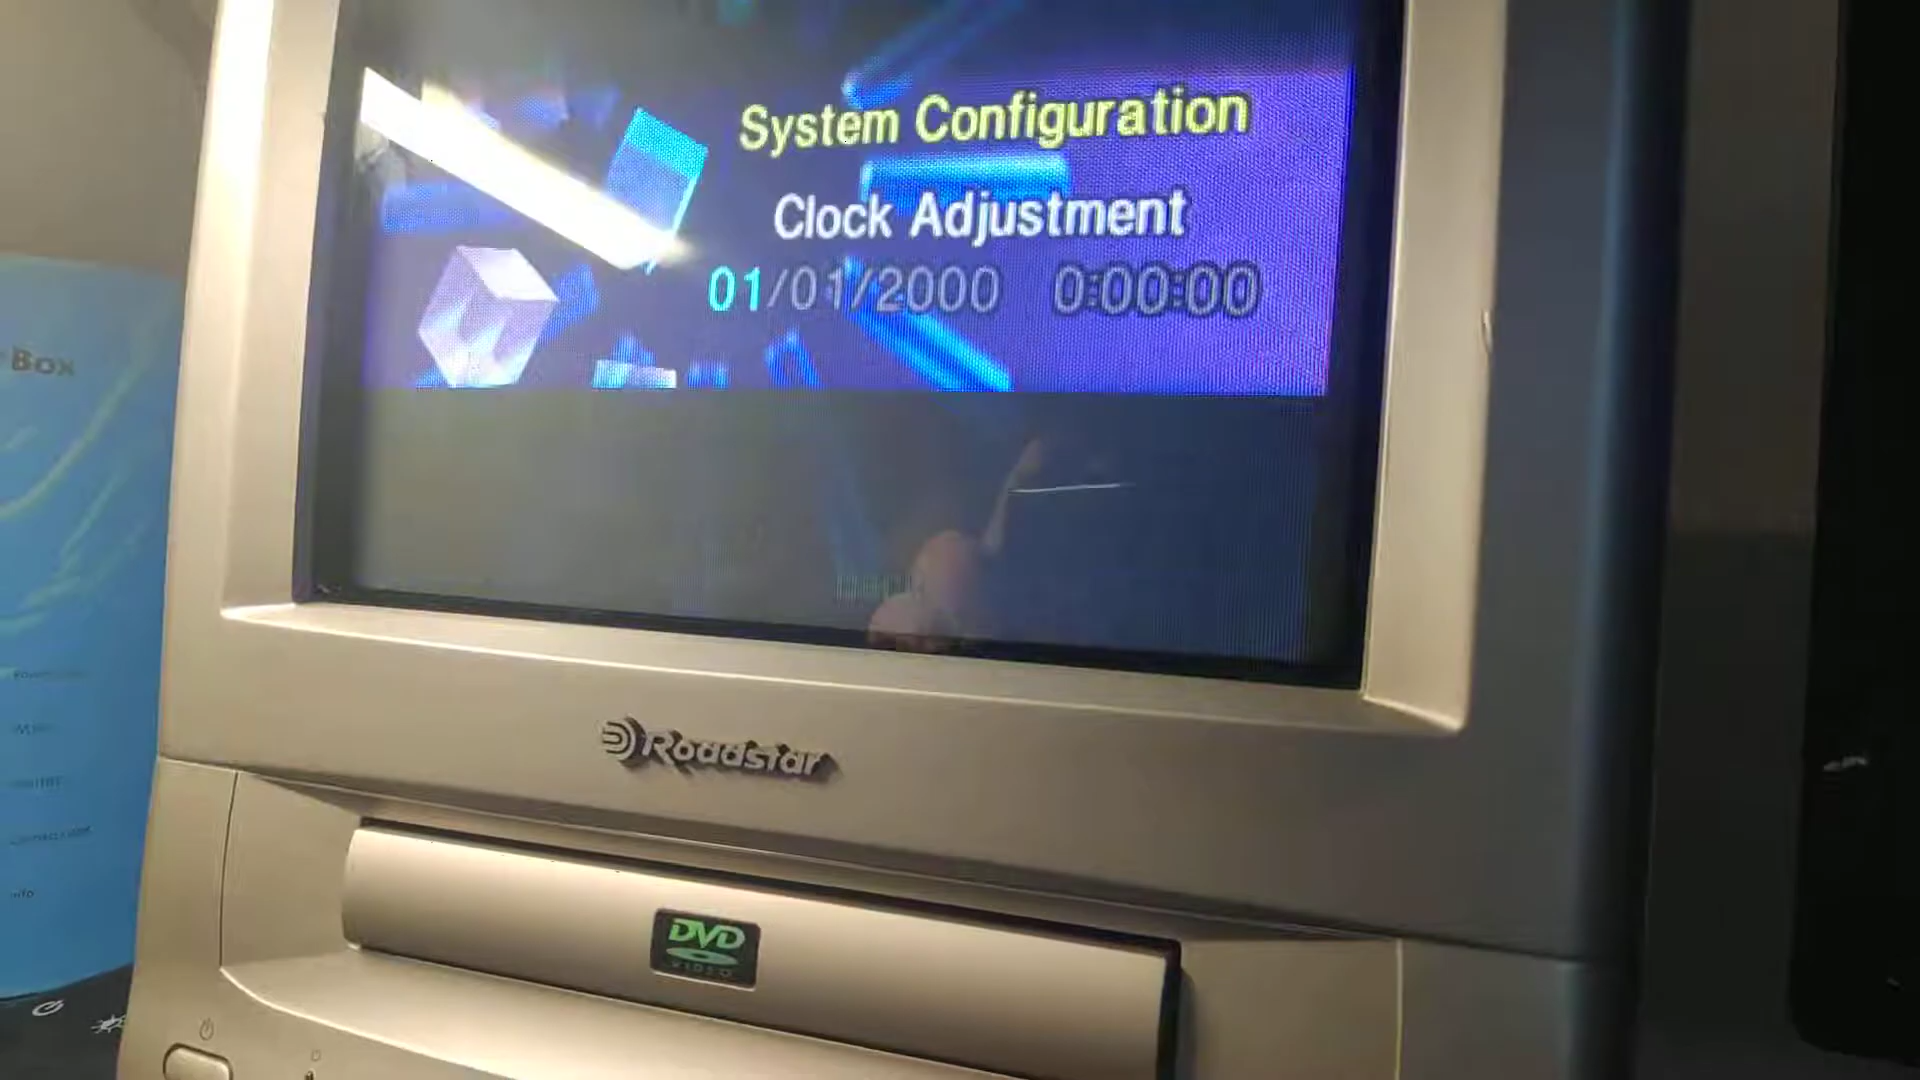 System Configuration
Clock Adjustment
01/01/2000 0:00:00
Box
Roadstar
DVD
VIDEO